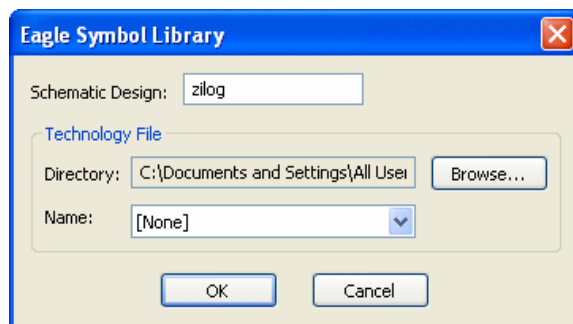 Eagle Symbol Library
Schematic Design: zilog
Technology File
Directory: C:\Documents and Settings\All User Browse...
Name: [None]
OK Cancel